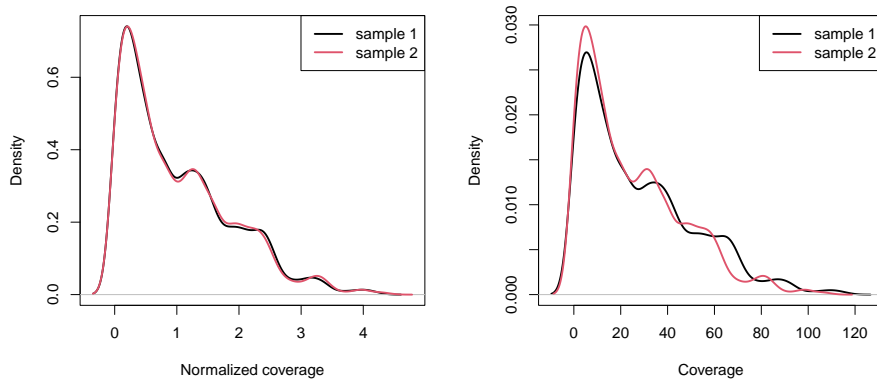 sample 1
sample 2
Density
0.0 0.2 0.4 0.6
0 1 2 3 4
Normalized coverage
sample 1
sample 2
Density
0.000 0.010 0.020 0.030
0 20 40 60 80 100 120
Coverage